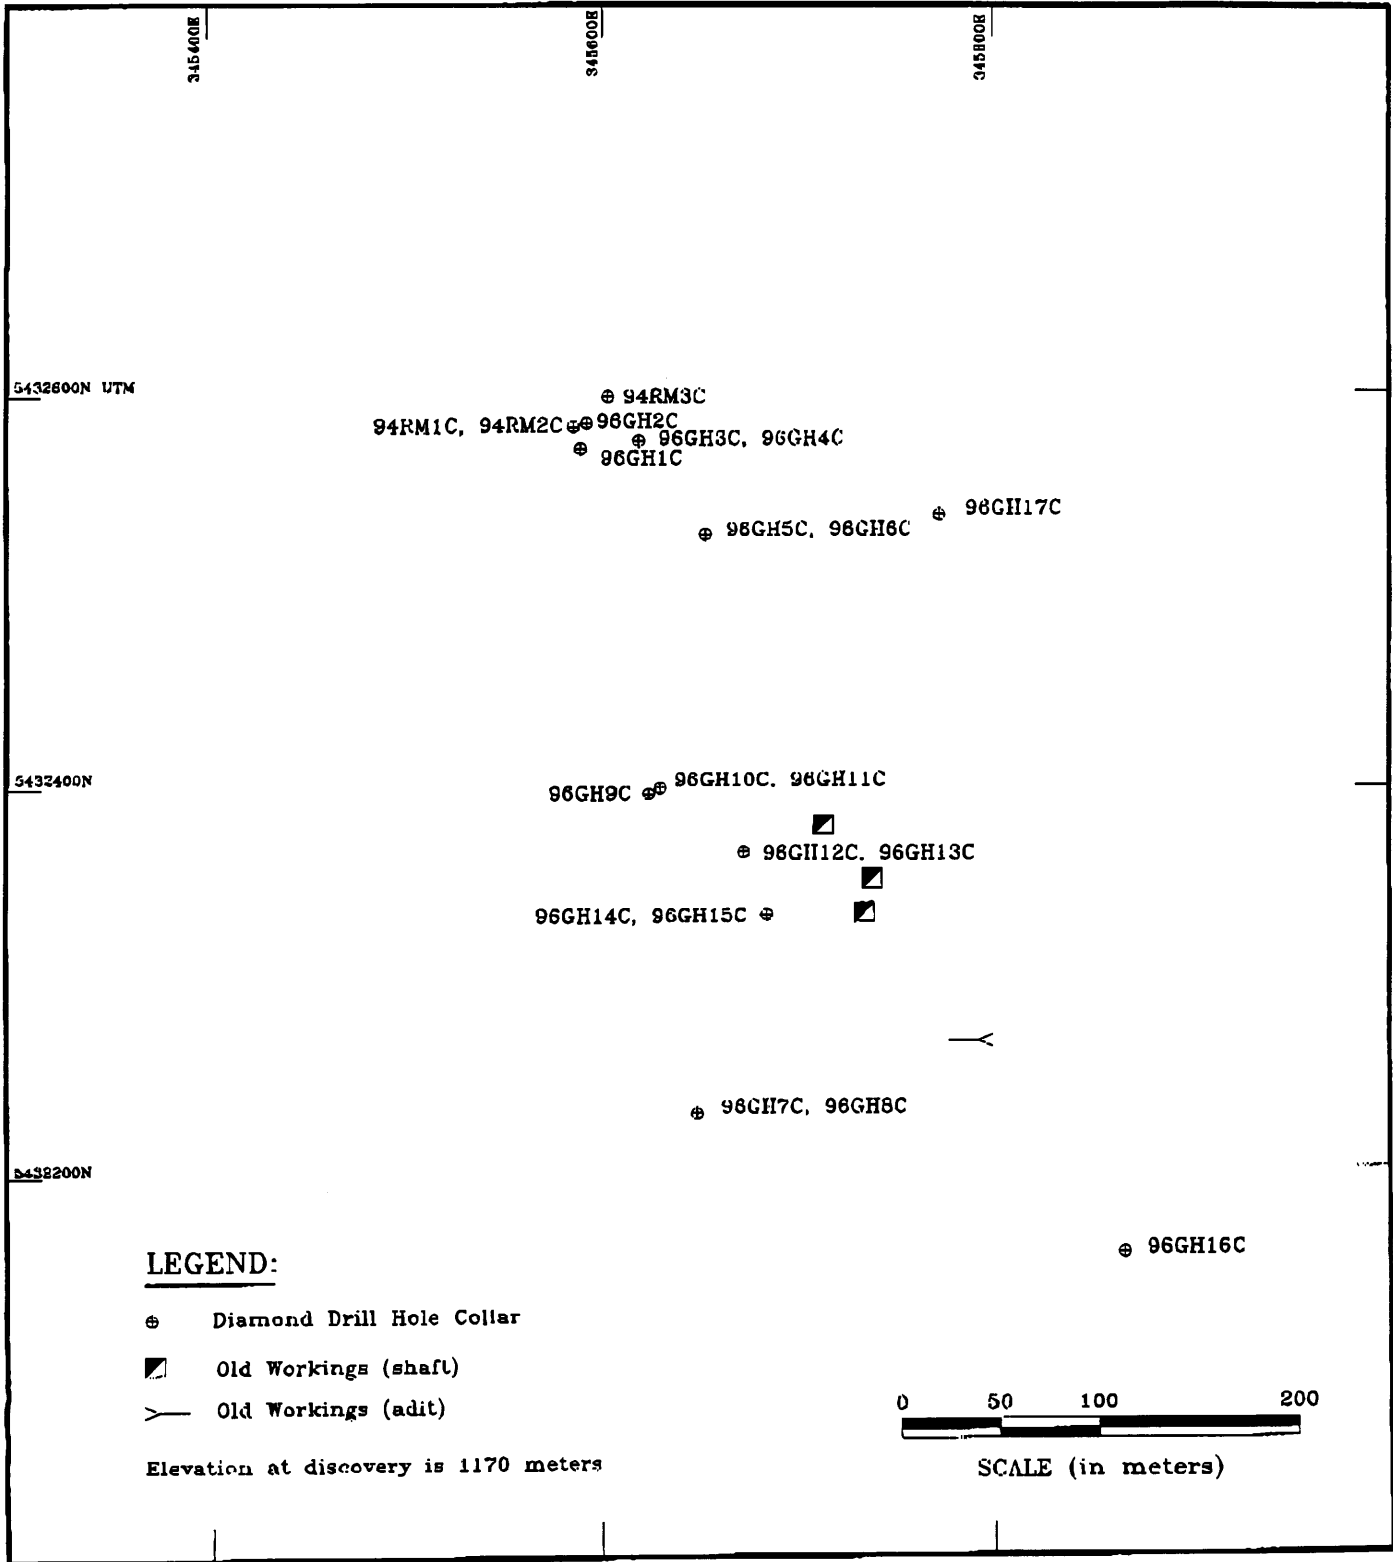 345400E
345600E
345800E
5432600N UTM
94RM3C
94RM1C, 94RM2C
96GH2C
96GH3C, 96GH4C
96GH1C
96GH17C
96GH5C, 96GH6C
5432400N
96GH10C. 96GH11C
96GH9C
96GH12C. 96GH13C
96GH14C, 96GH15C
96GH7C, 96GH8C
5432200N
96GH16C
LEGEND:
Diamond Drill Hole Collar
Old Workings (shaft)
Old Workings (adit)
Elevation at discovery is 1170 meters
0 50 100 200
SCALE (in meters)